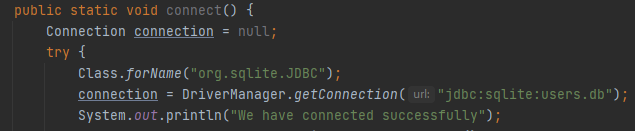 public static void connect() {
Connection connection = null;
try {
Class.forName("org.sqlite.JDBC");
connection = DriverManager.getConnection( url: "jdbc:sqlite:users.db");
System.out.println("We have connected successfully");